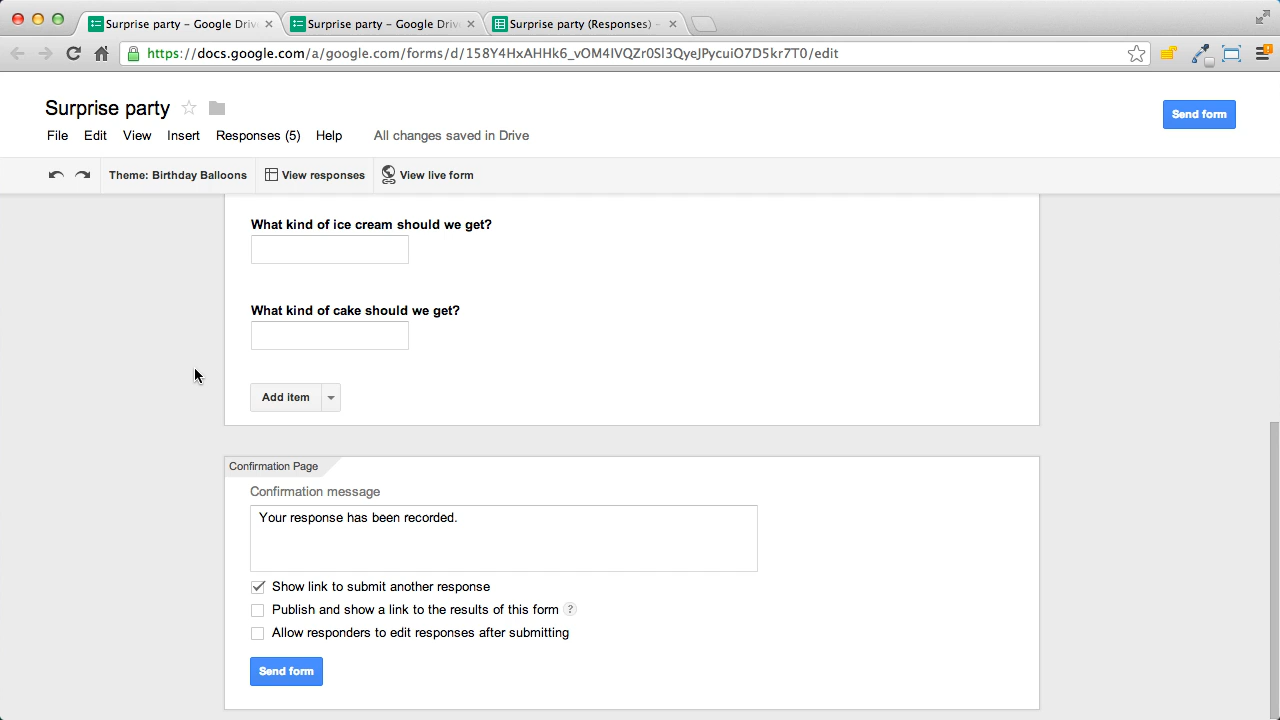 Surprise party – Google Driv
Surprise party – Google Driv
Surprise party (Responses) –
https://docs.google.com/a/google.com/forms/d/158Y4HxAHHk6_vOM4IVQZr0Sl3QyeJPycuiO7D5kr7T0/edit
Surprise party
Send form
File Edit View Insert Responses (5) Help All changes saved in Drive
Theme: Birthday Balloons View responses View live form
What kind of ice cream should we get?
What kind of cake should we get?
Add item
Confirmation Page
Confirmation message
Your response has been recorded.
Show link to submit another response
Publish and show a link to the results of this form ?
Allow responders to edit responses after submitting
Send form